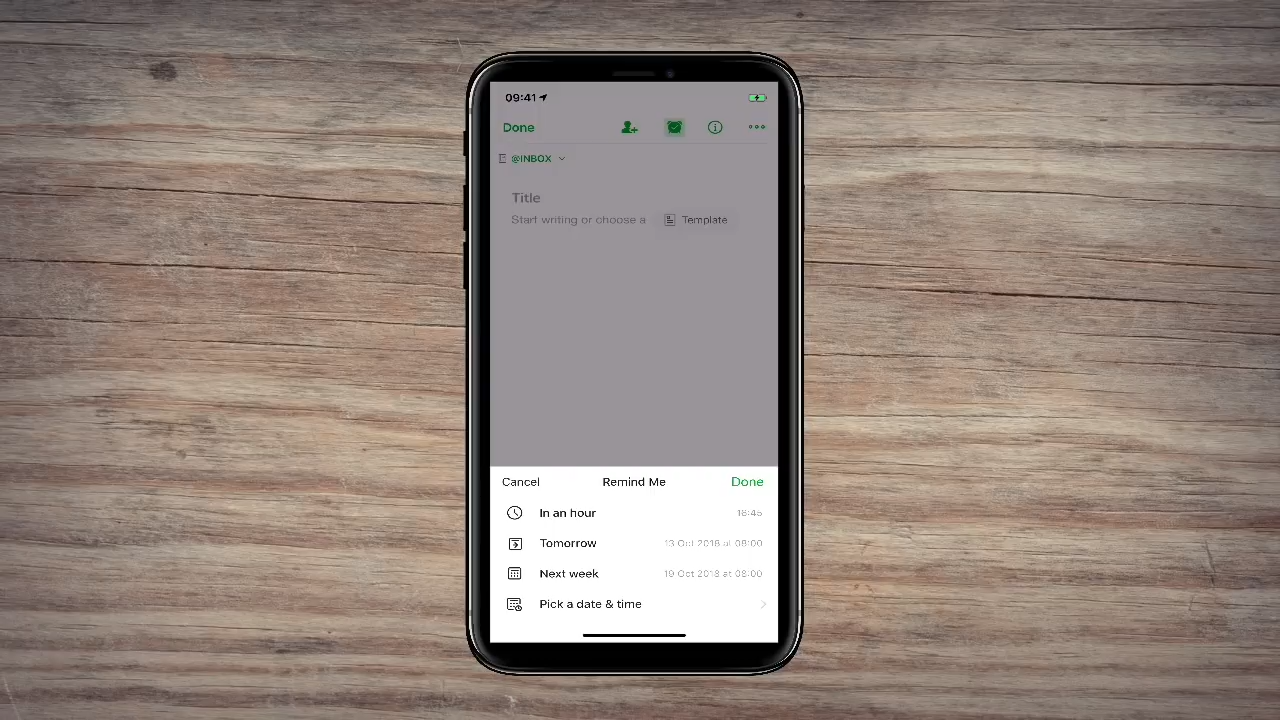 09:41
Done
@INBOX
Title
Start writing or choose a Template
Cancel Remind Me Done
In an hour 18:45
Tomorrow 13 Oct 2018 at 08:00
Next week 19 Oct 2018 at 08:00
Pick a date & time